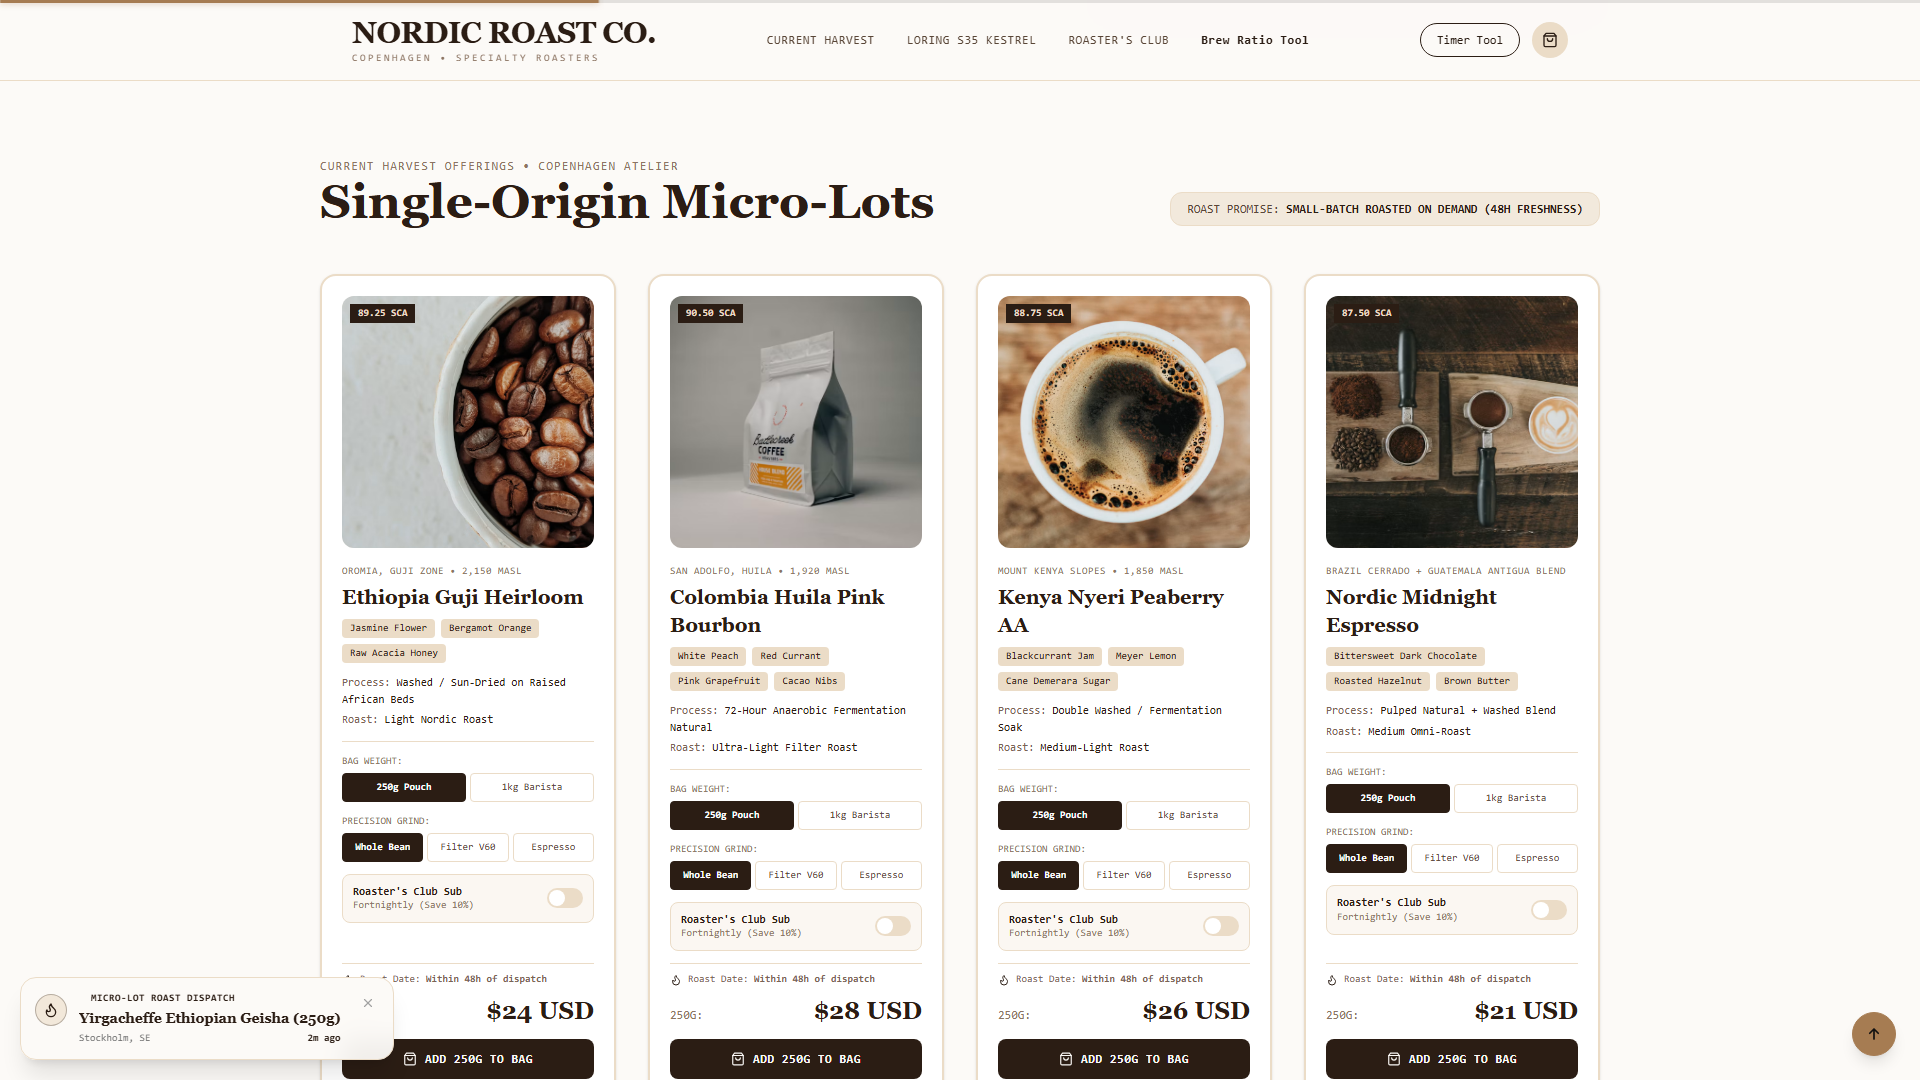 NORDIC ROAST CO.
COPENHAGEN • SPECIALTY ROASTERS
CURRENT HARVEST
LORING S35 KESTREL
ROASTER'S CLUB
Brew Ratio Tool
Timer Tool
CURRENT HARVEST OFFERINGS • COPENHAGEN ATELIER
Single-Origin Micro-Lots
ROAST PROMISE: SMALL-BATCH ROASTED ON DEMAND (48H FRESHNESS)
89.25 SCA
OROMIA, GUJI ZONE • 2,150 MASL
Ethiopia Guji Heirloom
Jasmine Flower
Bergamot Orange
Raw Acacia Honey
Process: Washed / Sun-Dried on Raised
African Beds
Roast: Light Nordic Roast
BAG WEIGHT:
250g Pouch
1kg Barista
PRECISION GRIND:
Whole Bean
Filter V60
Espresso
Roaster's Club Sub
Fortnightly (Save 10%)
Date: Within 48h of dispatch
$24 USD
ADD 250G TO BAG
90.50 SCA
COFFEE
SAN ADOLFO, HUILA • 1,920 MASL
Colombia Huila Pink
Bourbon
White Peach
Red Currant
Pink Grapefruit
Cacao Nibs
Process: 72-Hour Anaerobic Fermentation
Natural
Roast: Ultra-Light Filter Roast
BAG WEIGHT:
250g Pouch
1kg Barista
PRECISION GRIND:
Whole Bean
Filter V60
Espresso
Roaster's Club Sub
Fortnightly (Save 10%)
Roast Date: Within 48h of dispatch
250G:
$28 USD
ADD 250G TO BAG
88.75 SCA
MOUNT KENYA SLOPES • 1,850 MASL
Kenya Nyeri Peaberry
AA
Blackcurrant Jam
Meyer Lemon
Cane Demerara Sugar
Process: Double Washed / Fermentation
Soak
Roast: Medium-Light Roast
BAG WEIGHT:
250g Pouch
1kg Barista
PRECISION GRIND:
Whole Bean
Filter V60
Espresso
Roaster's Club Sub
Fortnightly (Save 10%)
Roast Date: Within 48h of dispatch
250G:
$26 USD
ADD 250G TO BAG
87.50 SCA
BRAZIL CERRADO + GUATEMALA ANTIGUA BLEND
Nordic Midnight
Espresso
Bittersweet Dark Chocolate
Roasted Hazelnut
Brown Butter
Process: Pulped Natural + Washed Blend
Roast: Medium Omni-Roast
BAG WEIGHT:
250g Pouch
1kg Barista
PRECISION GRIND:
Whole Bean
Filter V60
Espresso
Roaster's Club Sub
Fortnightly (Save 10%)
Roast Date: Within 48h of dispatch
250G:
$21 USD
ADD 250G TO BAG
MICRO-LOT ROAST DISPATCH
Yirgacheffe Ethiopian Geisha (250g)
Stockholm, SE
2m ago